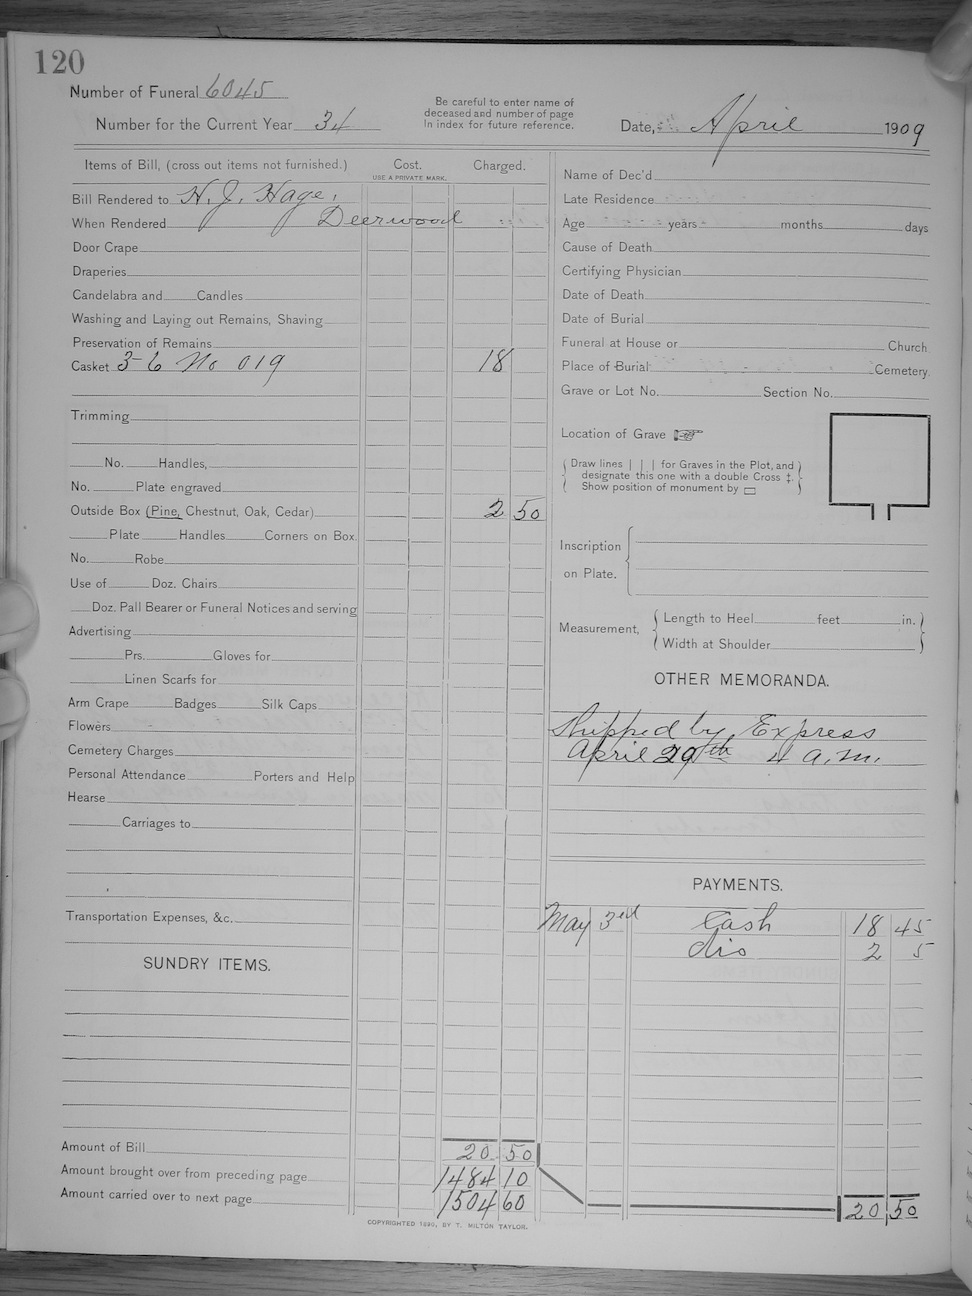 120
Number of Funeral 6045
Number for the Current Year 34
Be careful to enter name of
deceased and number of page
In index for future reference.
Date, April 1909
Items of Bill, (cross out items not furnished.) Cost. Charged.
USE A PRIVATE MARK.
Bill Rendered to H. J. Hage,
When Rendered Deerwood
Door Crape
Draperies
Candelabra and Candles
Washing and Laying out Remains, Shaving
Preservation of Remains
Casket 3-6 No 019 18
Trimming
No. Handles,
No. Plate engraved
Outside Box (Pine, Chestnut, Oak, Cedar) 2 50
Plate Handles Corners on Box
No. Robe
Use of Doz. Chairs
Doz. Pall Bearer or Funeral Notices and serving
Advertising
Prs. Gloves for
Linen Scarfs for
Arm Crape Badges Silk Caps
Flowers
Cemetery Charges
Personal Attendance Porters and Help
Hearse
Carriages to
Transportation Expenses, &c.
SUNDRY ITEMS.
Amount of Bill 20 50
Amount brought over from preceding page 1484 10
Amount carried over to next page 1504 60
COPYRIGHTED 1890, BY T. MILTON TAYLOR.
Name of Dec'd
Late Residence
Age years months days
Cause of Death
Certifying Physician
Date of Death
Date of Burial
Funeral at House or Church
Place of Burial Cemetery.
Grave or Lot No. Section No.
Location of Grave
Draw lines | | | for Graves in the Plot, and
designate this one with a double Cross ‡.
Show position of monument by ▭
Inscription
on Plate.
Measurement, Length to Heel feet in.
Width at Shoulder
OTHER MEMORANDA.
Shipped by Express
April 29th 4 a.m.
PAYMENTS.
May 3rd Cash 18 45
dis 2 5
20 50